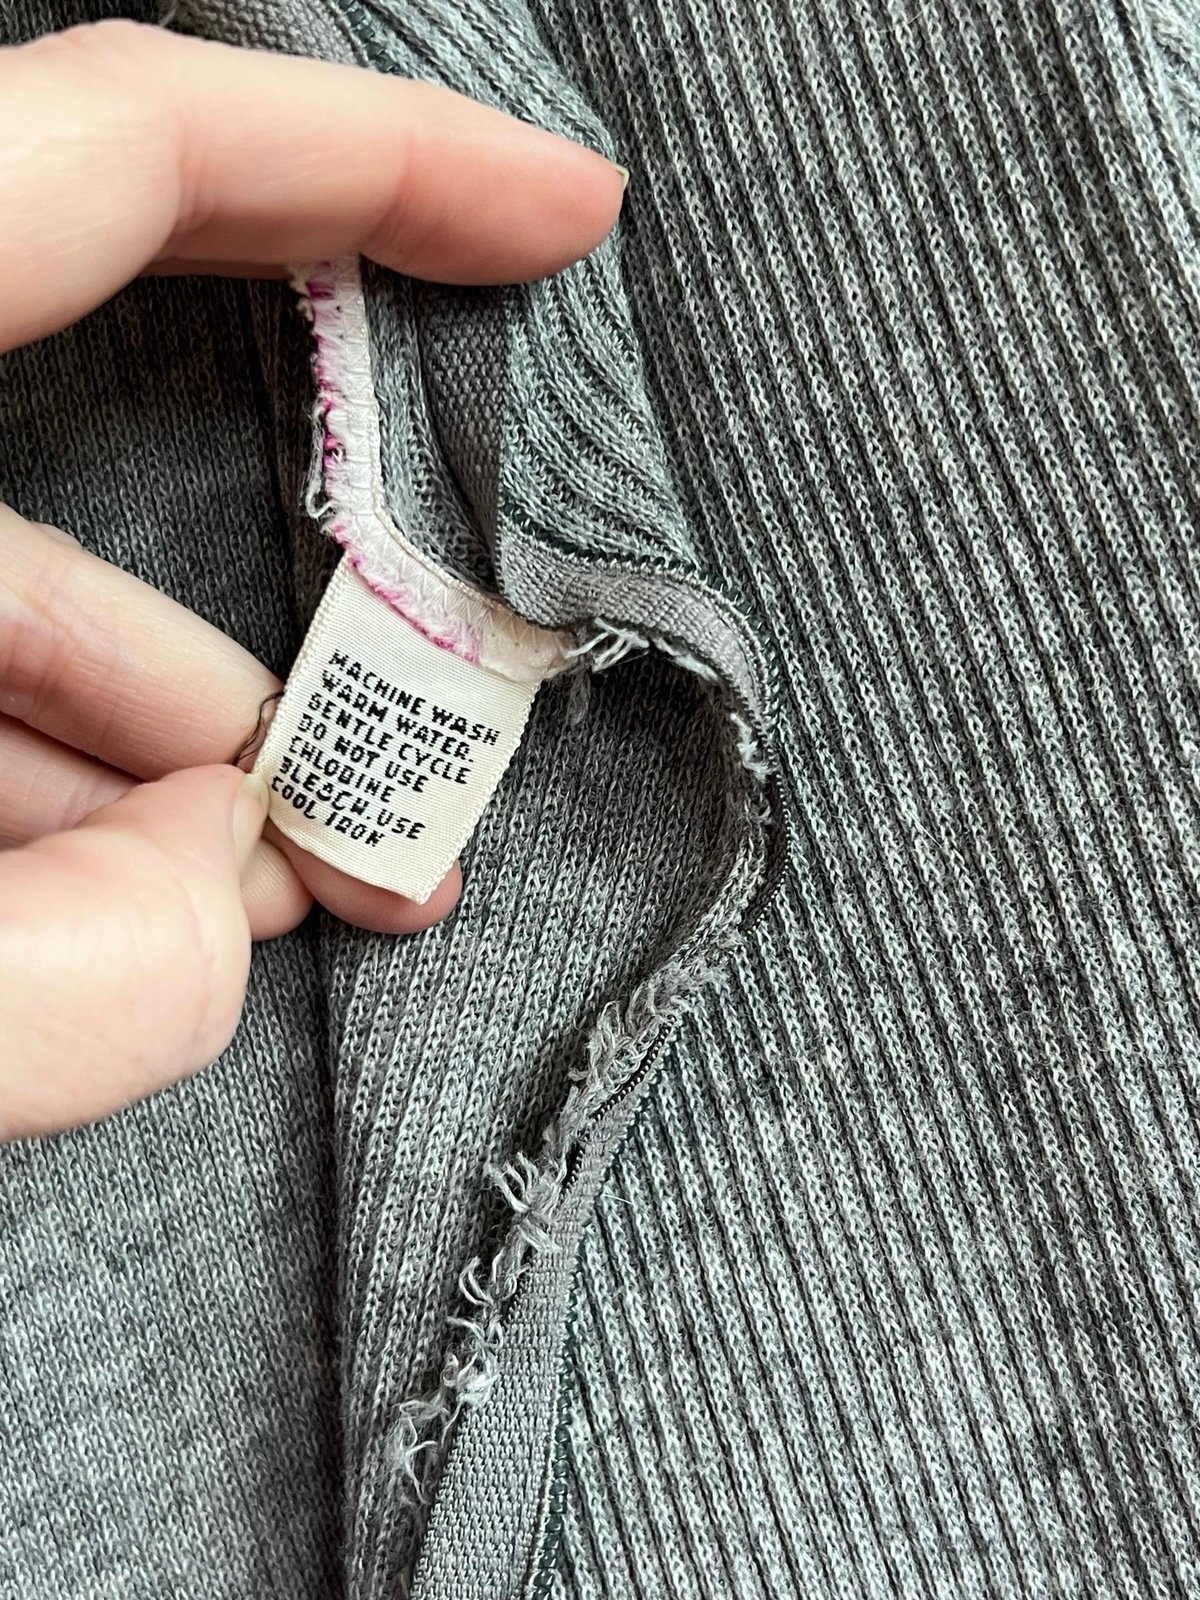 MACHINE WASH
WARM WATER.
GENTLE CYCLE
DO NOT USE
CHLORINE
BLEACH. USE
COOL IRON